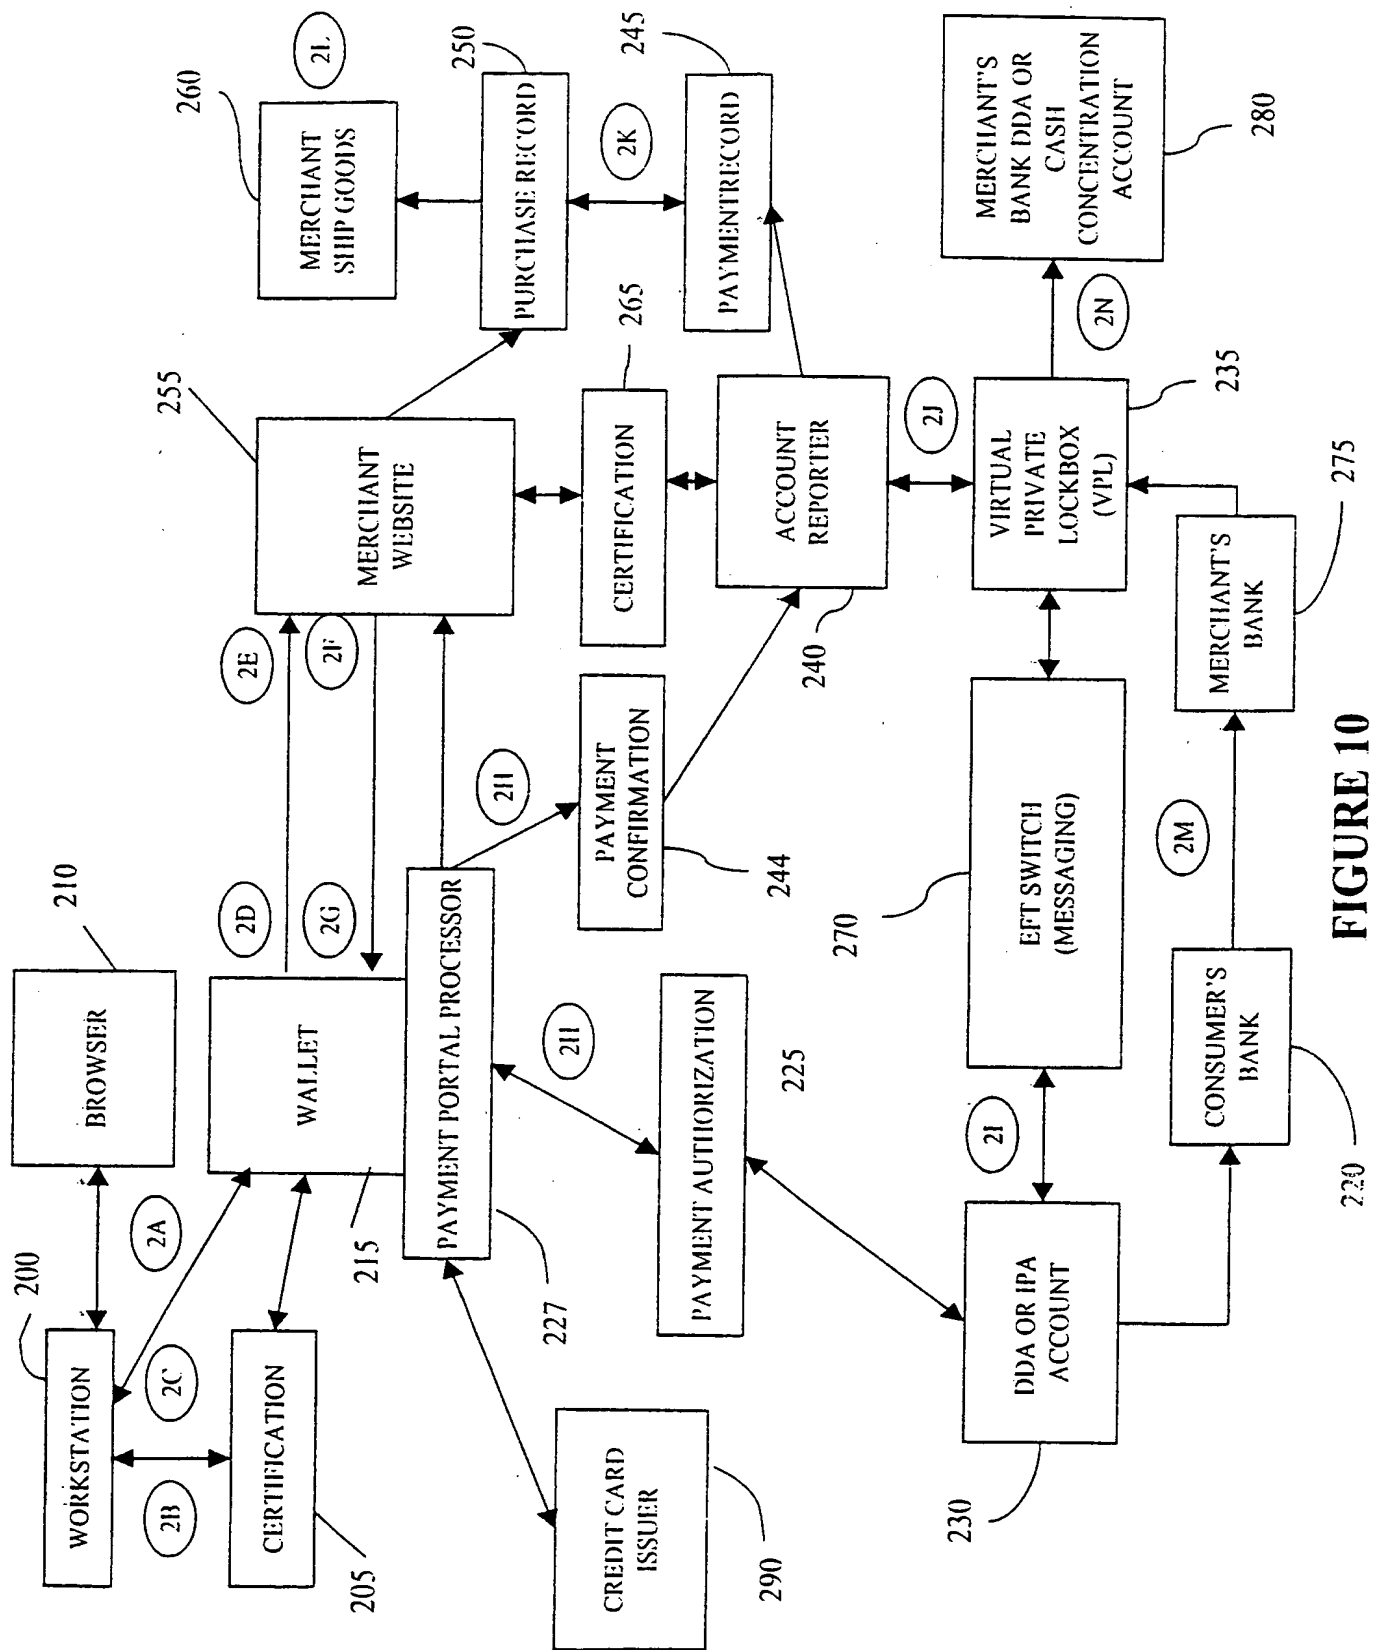 200
WORKSTATION
2A
BROWSER
210
2B
2C
CERTIFICATION
205
WALLET
215
2D
2E
2G
2F
MERCHANT
WEBSITE
255
MERCHANT
SHIP GOODS
260
2L
PAYMENT PORTAL PROCESSOR
227
2H
PURCHASE RECORD
250
CREDIT CARD
ISSUER
290
2H
PAYMENT
CONFIRMATION
244
CERTIFICATION
265
2K
PAYMENT AUTHORIZATION
225
ACCOUNT
REPORTER
240
PAYMENTRECORD
245
2J
DDA OR IPA
ACCOUNT
230
2I
EFT SWITCH
(MESSAGING)
270
VIRTUAL
PRIVATE
LOCKBOX
(VPL)
235
2N
MERCHANT'S
BANK DDA OR
CASH
CONCENTRATION
ACCOUNT
280
CONSUMER'S
BANK
220
2M
MERCHANT'S
BANK
275
FIGURE 10